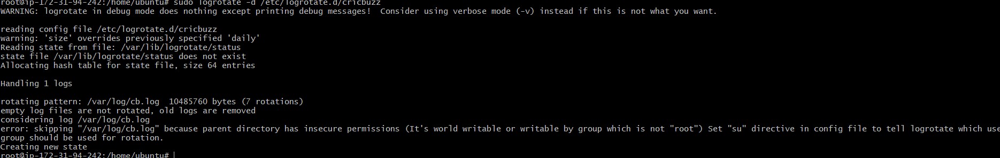 root@ip-172-31-94-242:/home/ubuntu# sudo logrotate -d /etc/logrotate.d/cricbuzz
WARNING: logrotate in debug mode does nothing except printing debug messages!  Consider using verbose mode (-v) instead if this is not what you want.
reading config file /etc/logrotate.d/cricbuzz
warning: 'size' overrides previously specified 'daily'
Reading state from file: /var/lib/logrotate/status
state file /var/lib/logrotate/status does not exist
Allocating hash table for state file, size 64 entries
Handling 1 logs
rotating pattern: /var/log/cb.log  10485760 bytes (7 rotations)
empty log files are not rotated, old logs are removed
considering log /var/log/cb.log
error: skipping "/var/log/cb.log" because parent directory has insecure permissions (It's world writable or writable by group which is not "root") Set "su" directive in config file to tell logrotate which use
group should be used for rotation.
Creating new state
root@ip-172-31-94-242:/home/ubuntu#